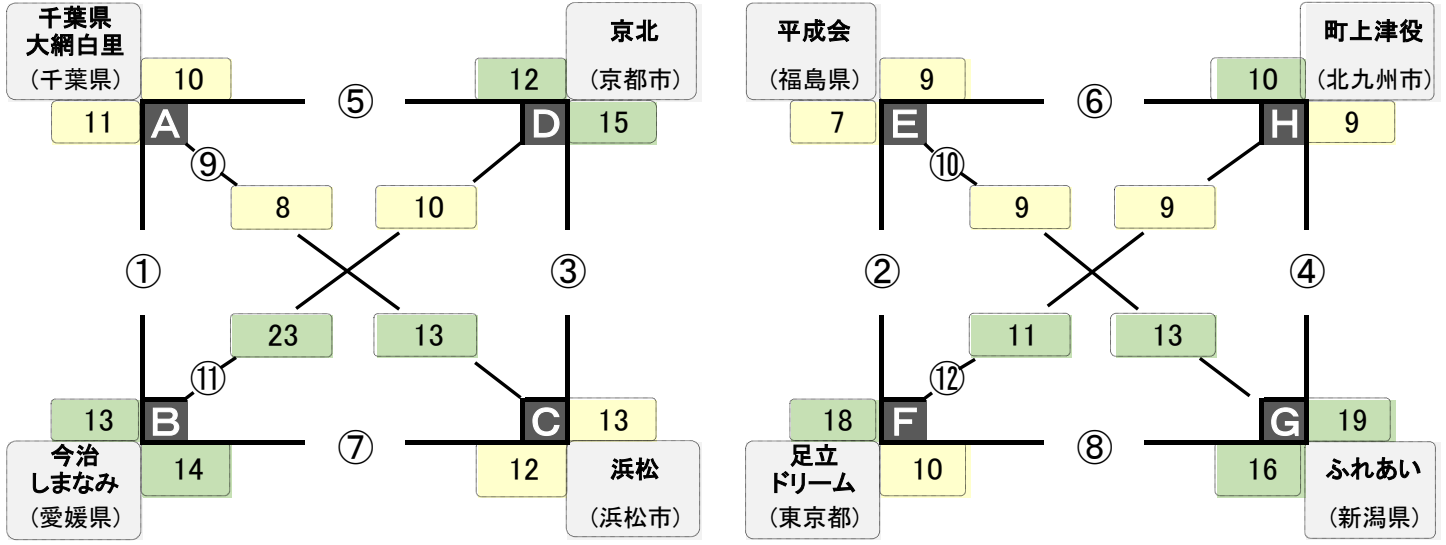 千葉県
大網白里
（千葉県）
京北
（京都市）
10
12
⑤
11
A
D
15
⑨
8
10
①
③
23
13
⑪
13
B
C
13
⑦
14
12
今治
しまなみ
（愛媛県）
浜松
（浜松市）
平成会
（福島県）
町上津役
（北九州市）
9
10
⑥
7
E
H
9
⑩
9
9
②
④
11
13
⑫
18
F
G
19
⑧
10
16
足立
ドリーム
（東京都）
ふれあい
（新潟県）